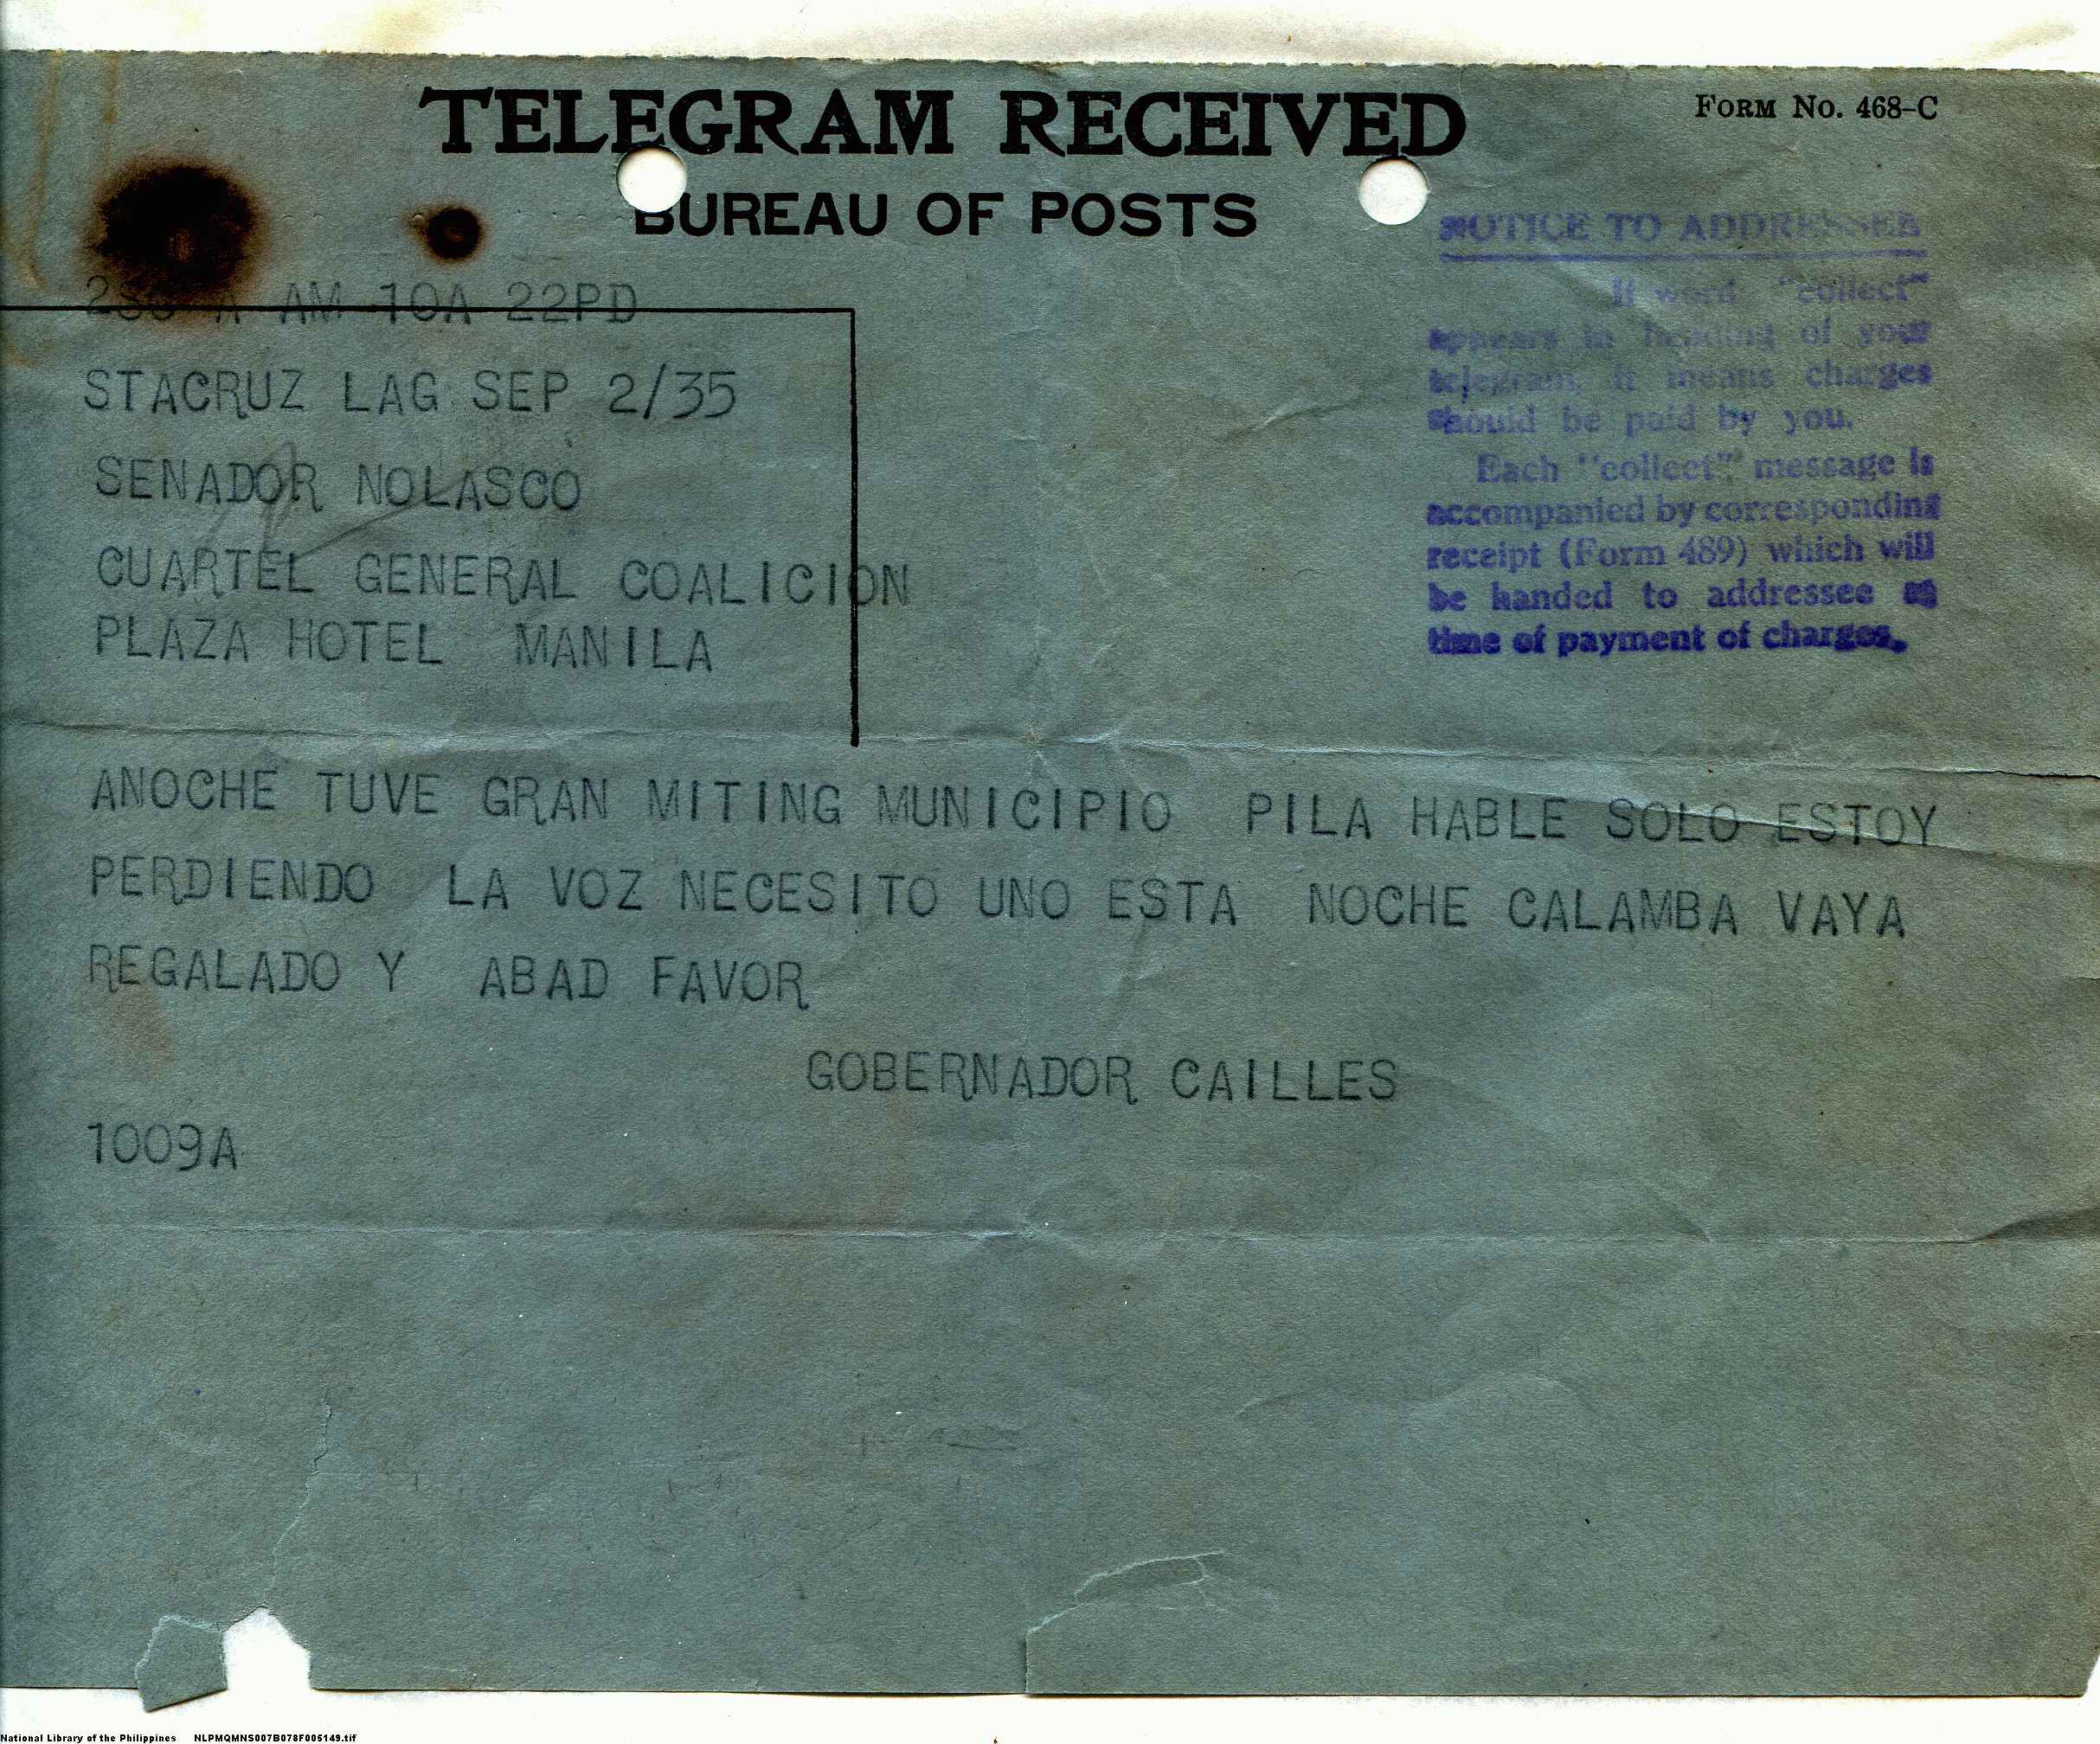 TELEGRAM RECEIVED
FORM No. 468-C
BUREAU OF POSTS
NOTICE TO ADDRESSEE
If word "collect"
appears in heading of your
telegram, it means charges
should be paid by you.
Each "collect" message is
accompanied by corresponding
receipt (Form 489) which will
be handed to addressee
time of payment of charges.
AM 10A 22PD
STACRUZ LAG SEP 2/35
SENADOR NOLASCO
CUARTEL GENERAL COALICION
PLAZA HOTEL MANILA
ANOCHE TUVE GRAN MITING MUNICIPIO PILA HABLE SOLO ESTOY
PERDIENDO LA VOZ NECESITO UNO ESTA NOCHE CALAMBA VAYA
REGALADO Y ABAD FAVOR
GOBERNADOR CAILLES
1009A
National Library of the Philippines NLPMQMNS007B078F005149.tif